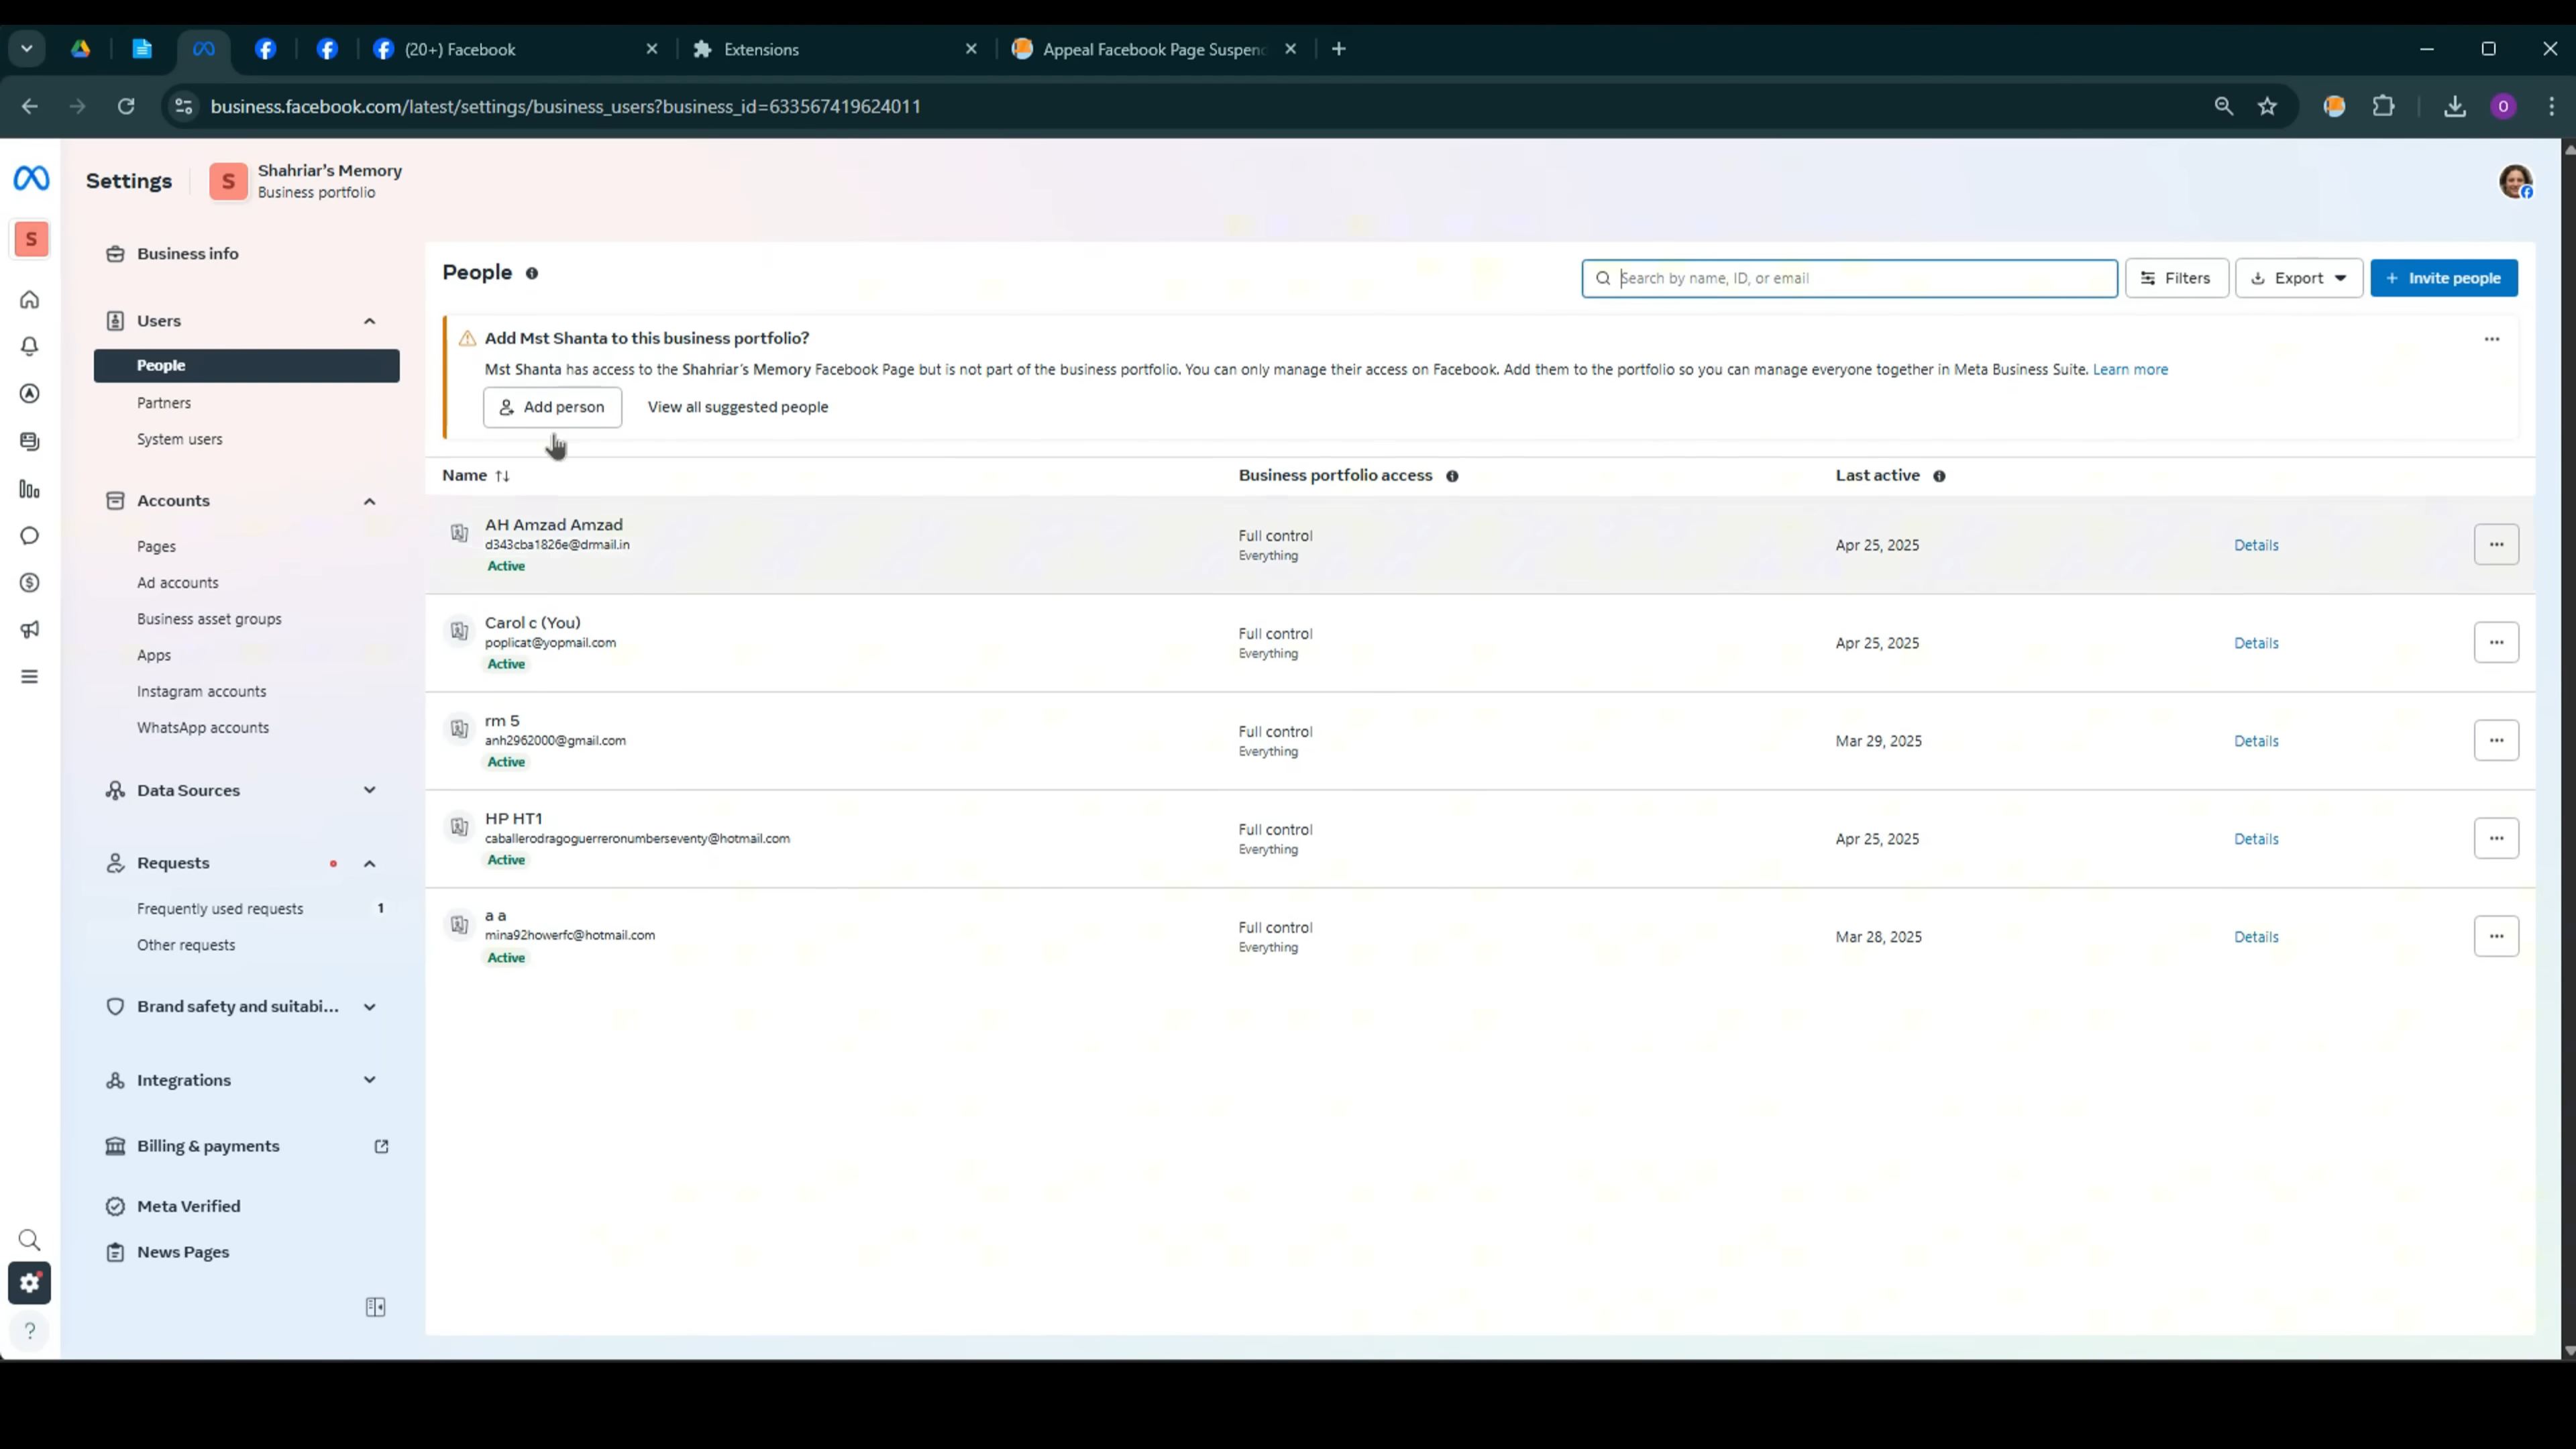 (20+) Facebook
Extensions
Appeal Facebook Page Suspen
business.facebook.com/latest/settings/business_users?business_id=633567419624011
O
Settings
S
Shahriar's Memory
Business portfolio
S
Business info
Users
People
Partners
System users
Accounts
Pages
Ad accounts
Business asset groups
Apps
Instagram accounts
WhatsApp accounts
Data Sources
Requests
Frequently used requests 1
Other requests
Brand safety and suitabi...
Integrations
Billing & payments
Meta Verified
News Pages
?
People
Search by name, ID, or email
Filters
Export
+ Invite people
Add Mst Shanta to this business portfolio?
Mst Shanta has access to the Shahriar's Memory Facebook Page but is not part of the business portfolio. You can only manage their access on Facebook. Add them to the portfolio so you can manage everyone together in Meta Business Suite. Learn more
Add person
View all suggested people
Name
Business portfolio access
Last active
AH Amzad Amzad
d343cba1826e@drmail.in
Active
Full control
Everything
Apr 25, 2025
Details
Carol c (You)
poplicat@yopmail.com
Active
Full control
Everything
Apr 25, 2025
Details
rm 5
anh2962000@gmail.com
Active
Full control
Everything
Mar 29, 2025
Details
HP HT1
caballerodragoguerreronumberseventy@hotmail.com
Active
Full control
Everything
Apr 25, 2025
Details
a a
mina92howerfc@hotmail.com
Active
Full control
Everything
Mar 28, 2025
Details